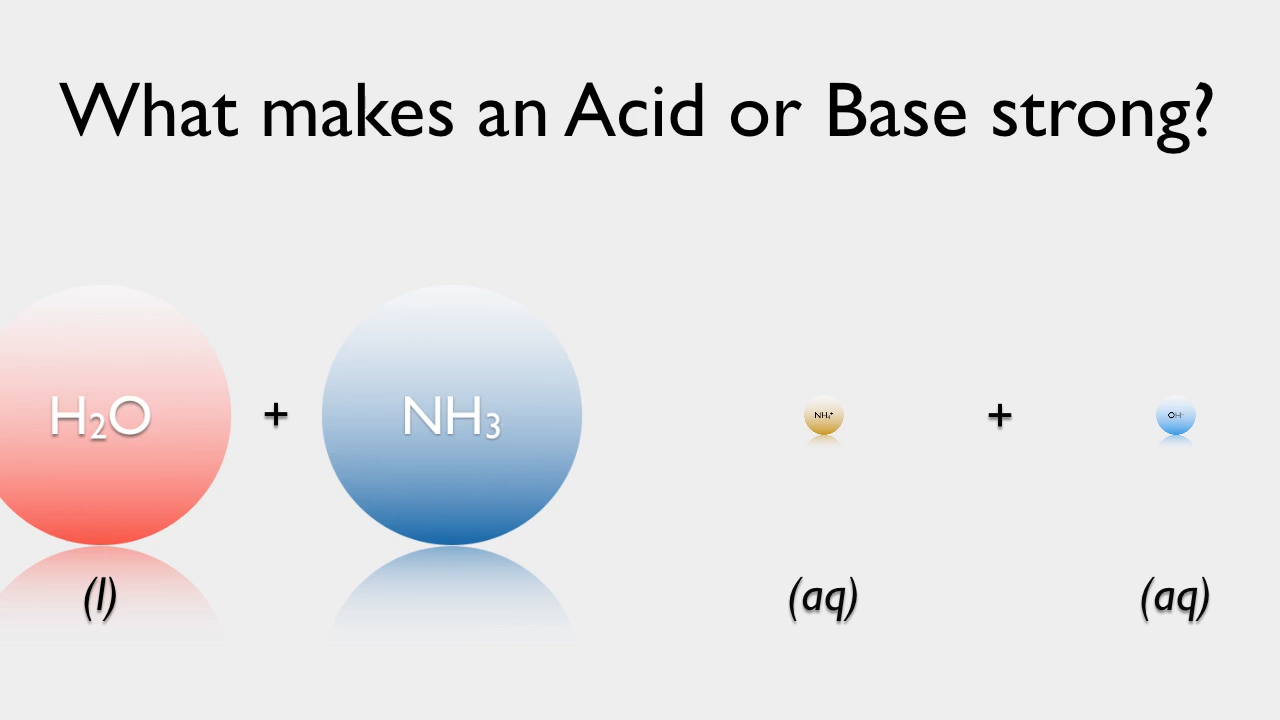 What makes an Acid or Base strong?
H₂O + NH₃ NH₄⁺ + OH⁻
(l) (aq) (aq)